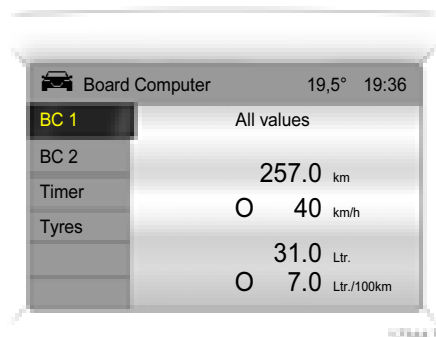 Board Computer 19,5° 19:36
BC 1 All values
BC 2
257.0 km
Timer
O 40 km/h
Tyres
31.0 Ltr.
O 7.0 Ltr./100km